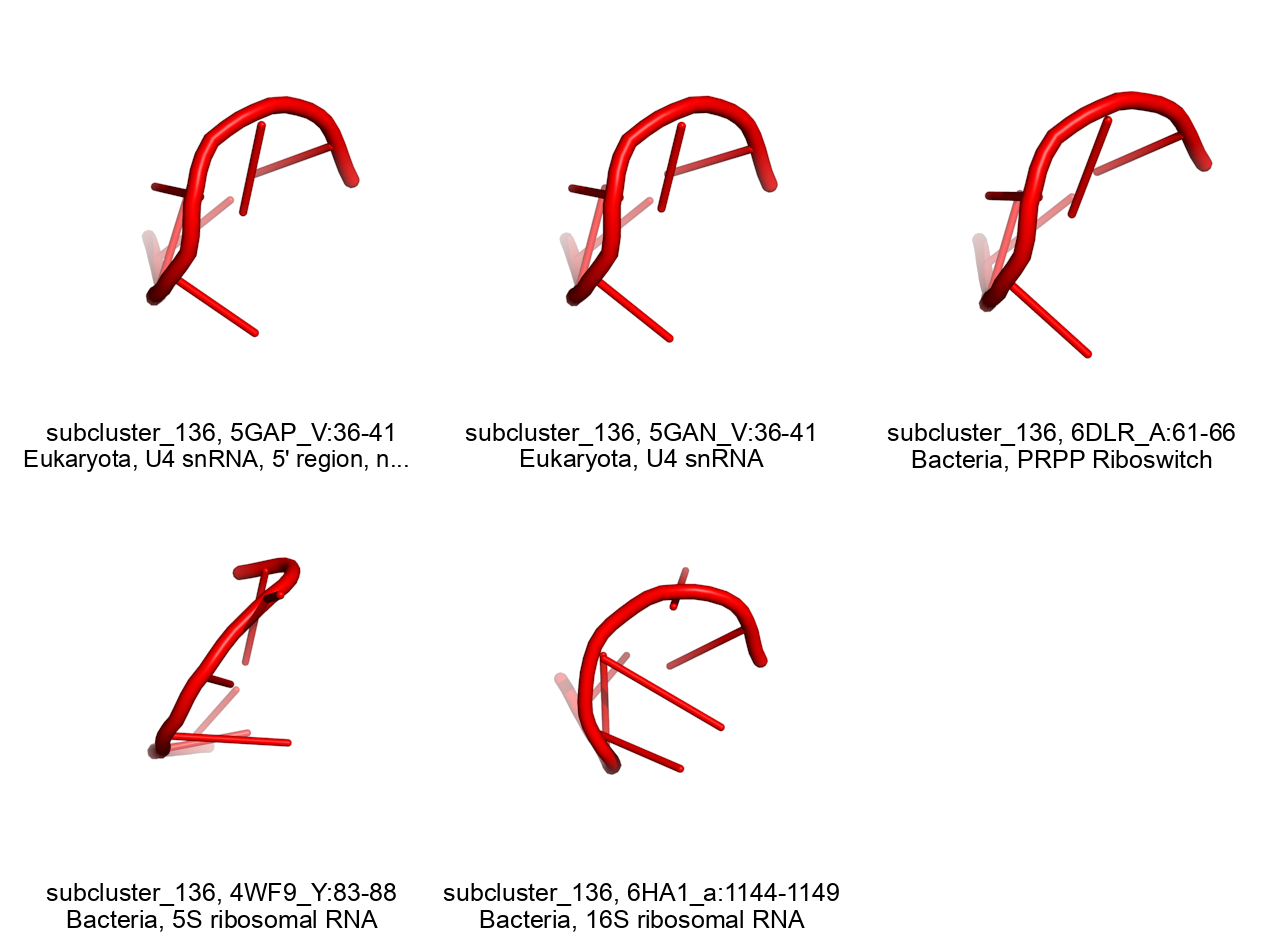 subcluster_136, 5GAP_V:36-41
Eukaryota, U4 snRNA, 5' region, n...
subcluster_136, 5GAN_V:36-41
Eukaryota, U4 snRNA
subcluster_136, 6DLR_A:61-66
Bacteria, PRPP Riboswitch
subcluster_136, 4WF9_Y:83-88
Bacteria, 5S ribosomal RNA
subcluster_136, 6HA1_a:1144-1149
Bacteria, 16S ribosomal RNA